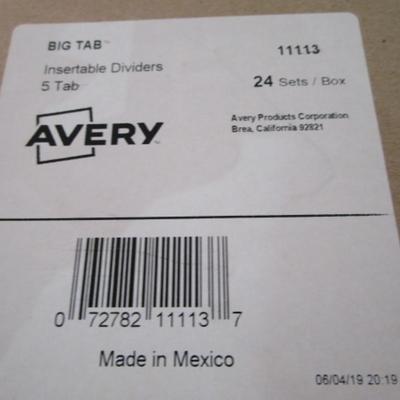 BIG TAB™ 11113
Insertable Dividers
5 Tab 24 Sets / Box
AVERY™
Avery Products Corporation
Brea, California 92821
0 72782 11113 7
Made in Mexico
06/04/19 20:19